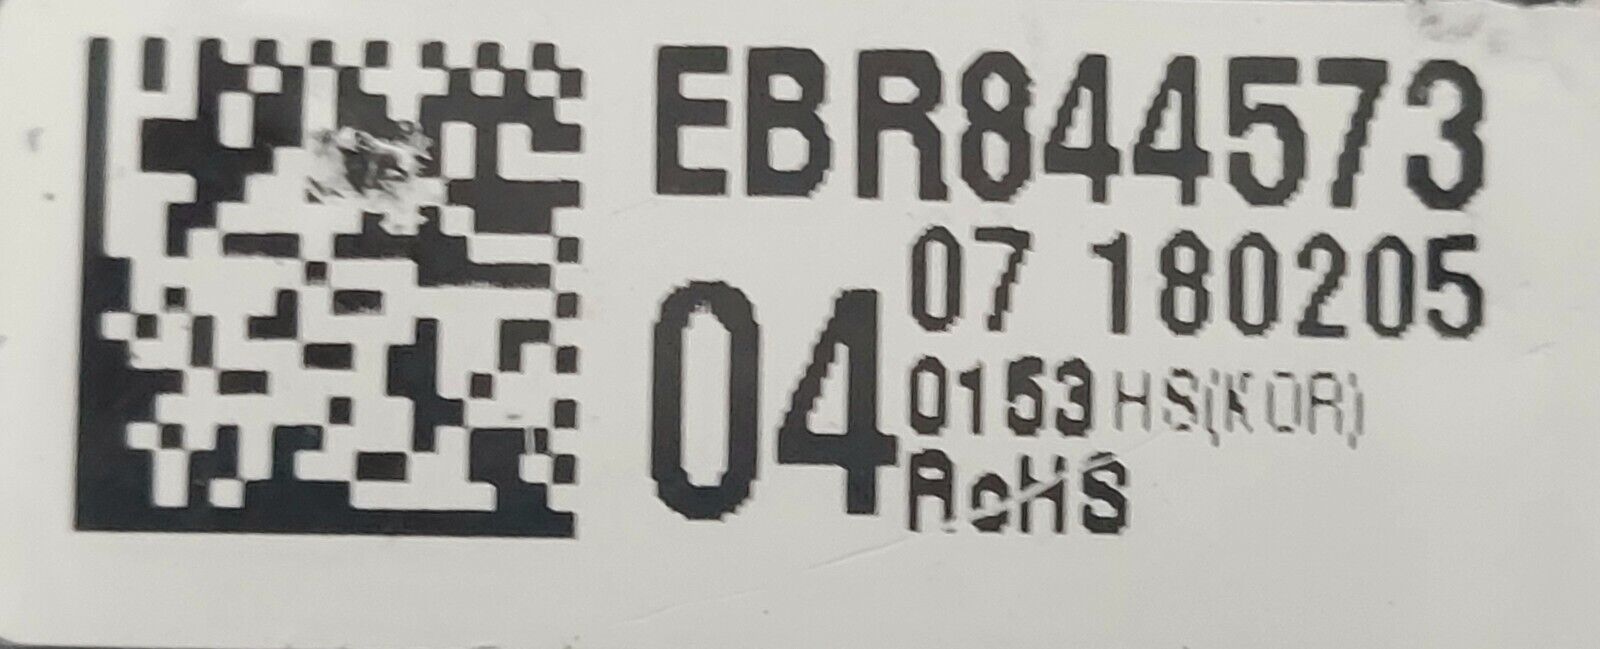 EBR844573
07 180205
04
0153 HS(KOR)
RoHS